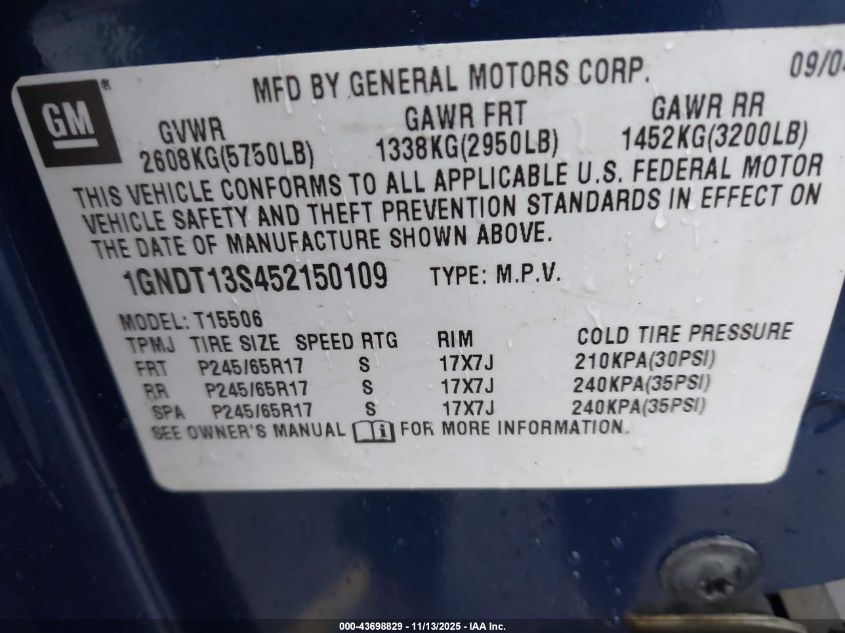 MFD BY GENERAL MOTORS CORP.
GM ®
GVWR GAWR FRT GAWR RR
2608KG(5750LB) 1338KG(2950LB) 1452KG(3200LB)
THIS VEHICLE CONFORMS TO ALL APPLICABLE U.S. FEDERAL MOTOR
VEHICLE SAFETY AND THEFT PREVENTION STANDARDS IN EFFECT ON
THE DATE OF MANUFACTURE SHOWN ABOVE.
1GNDT13S452150109 TYPE: M.P.V.
MODEL: T15506
TPMJ TIRE SIZE SPEED RTG RIM COLD TIRE PRESSURE
FRT P245/65R17 S 17X7J 210KPA(30PSI)
RR P245/65R17 S 17X7J 240KPA(35PSI)
SPA P245/65R17 S 17X7J 240KPA(35PSI)
SEE OWNER'S MANUAL FOR MORE INFORMATION.
000-43698829 - 11/13/2025 - IAA Inc.